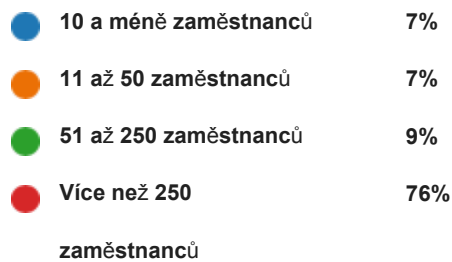 10 a méně zaměstnanců 7%
11 až 50 zaměstnanců 7%
51 až 250 zaměstnanců 9%
Více než 250 76%
zaměstnanců